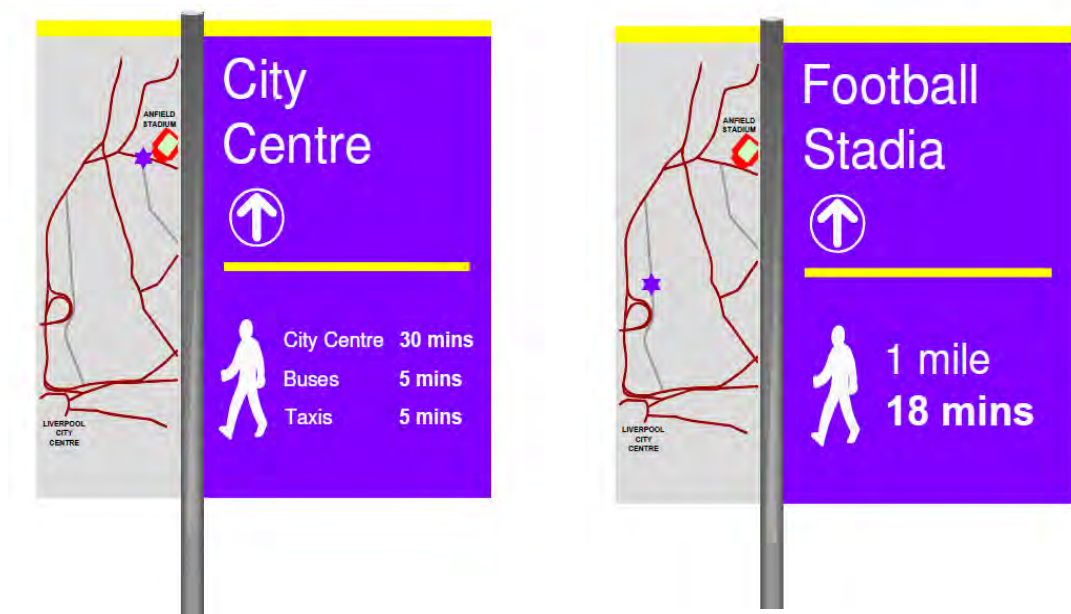 City
Centre
ANFIELD
STADIUM
City Centre 30 mins
Buses 5 mins
Taxis 5 mins
LIVERPOOL
CITY
CENTRE
Football
Stadia
ANFIELD
STADIUM
1 mile
18 mins
LIVERPOOL
CITY
CENTRE